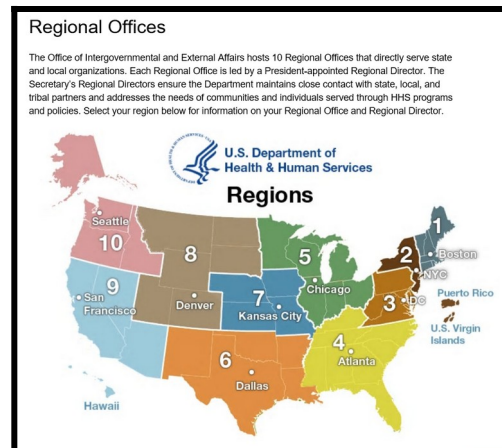 Regional Offices
The Office of Intergovernmental and External Affairs hosts 10 Regional Offices that directly serve state
and local organizations. Each Regional Office is led by a President-appointed Regional Director. The
Secretary's Regional Directors ensure the Department maintains close contact with state, local, and
tribal partners and addresses the needs of communities and individuals served through HHS programs
and policies. Select your region below for information on your Regional Office and Regional Director.
U.S. Department of
Health & Human Services
Regions
Seattle
10
8
9
San
Francisco
Denver
7
Kansas City
5
Chicago
2
NYC
1
Boston
3
DC
Puerto Rico
U.S. Virgin
Islands
6
Dallas
4
Atlanta
Hawaii